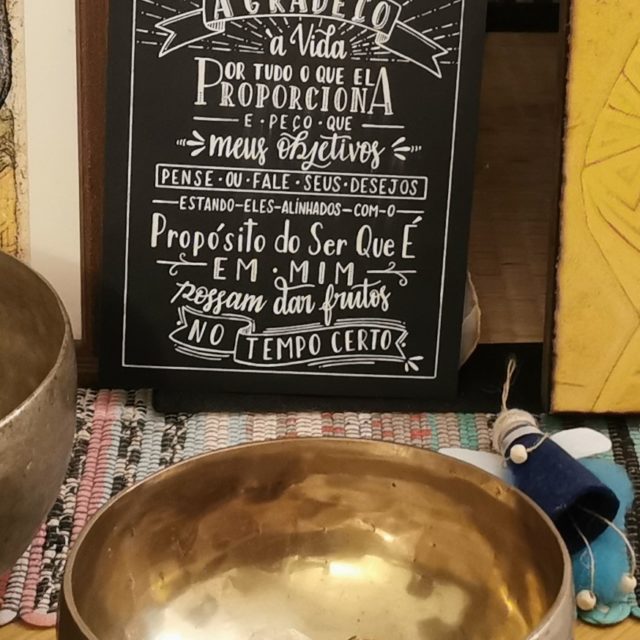 AGRADEÇO
à Vida
POR TUDO O QUE ELA
PROPORCIONA
E · PEÇO · QUE
meus objetivos
PENSE · OU · FALE · SEUS · DESEJOS
ESTANDO-ELES-ALINHADOS-COM-O
Propósito do Ser Que É
EM · MIM
possam dar frutos
NO TEMPO CERTO